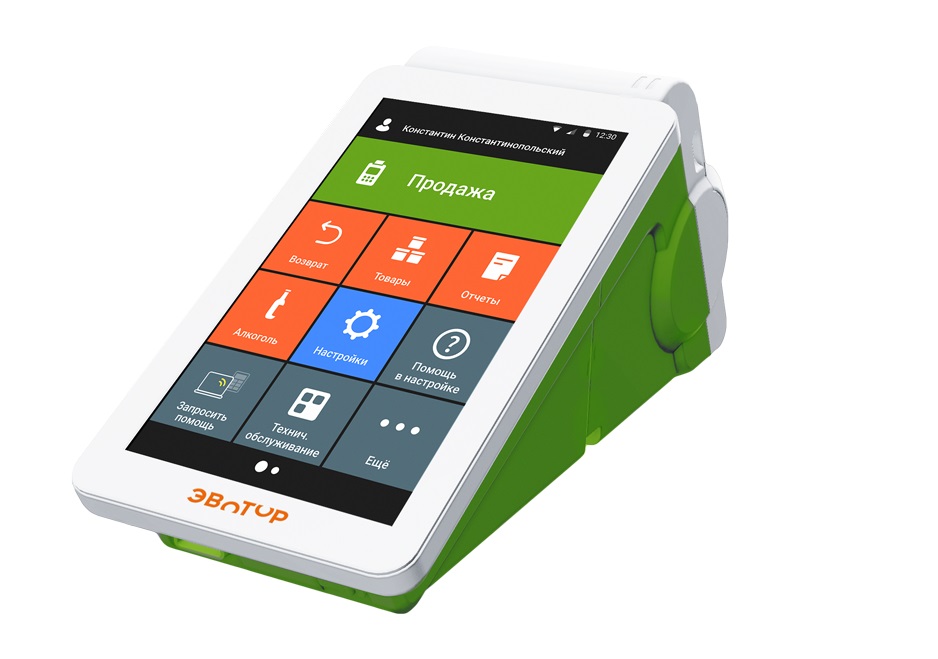 Константин Константинопольский
12:30
Продажа
Возврат
Товары
Отчеты
Алкоголь
Настройки
Помощь
в настройке
Запросить
помощь
Технич.
обслуживание
Ещё
ЭВОТОР